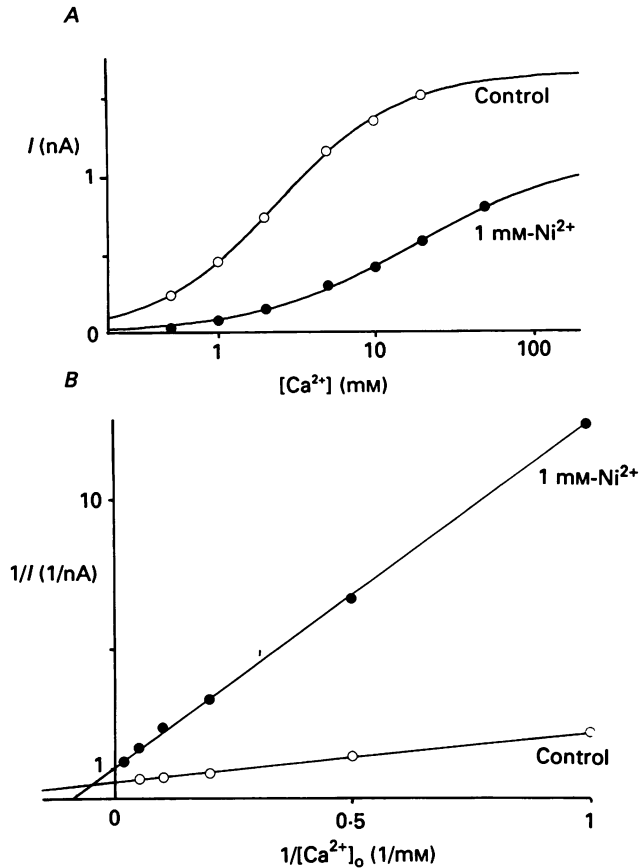 A
I (nA)
1
0
Control
1 mM-Ni²⁺
1
10
100
[Ca²⁺] (mM)
B
10
1/I (1/nA)
1
1 mM-Ni²⁺
Control
0
0·5
1
1/[Ca²⁺]ₒ (1/mM)